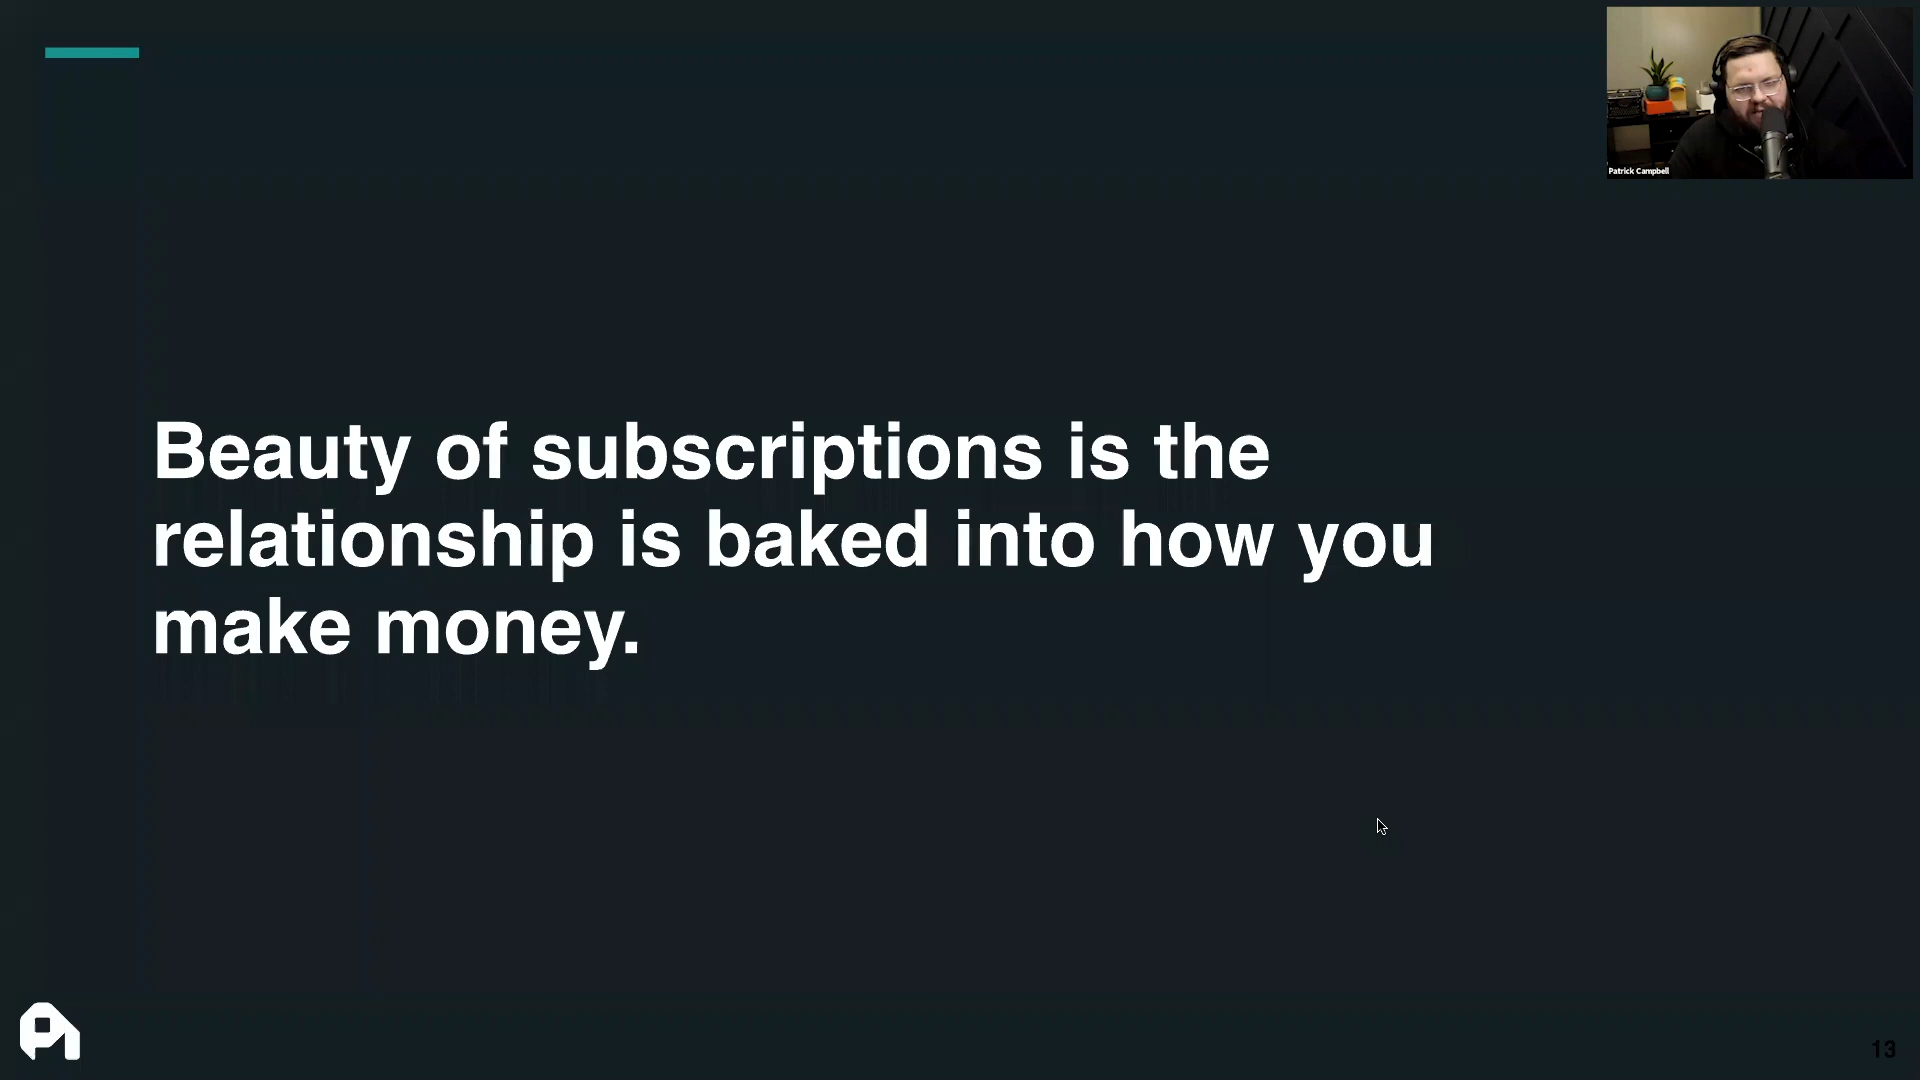 Patrick Campbell
Beauty of subscriptions is the
relationship is baked into how you
make money.
13